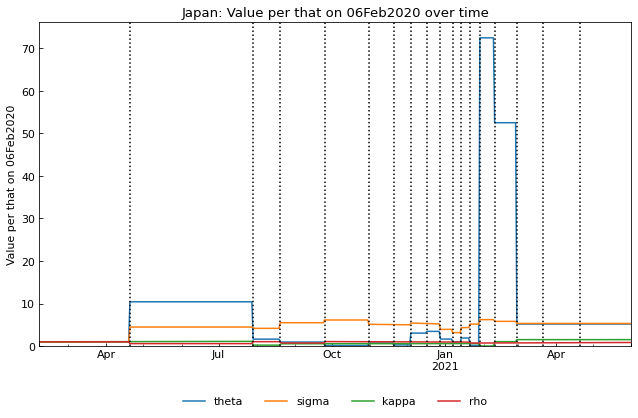 Japan: Value per that on 06Feb2020 over time
Value per that on 06Feb2020
70
60
50
40
30
20
10
0
Apr
Jul
Oct
Jan
2021
Apr
theta
sigma
kappa
rho